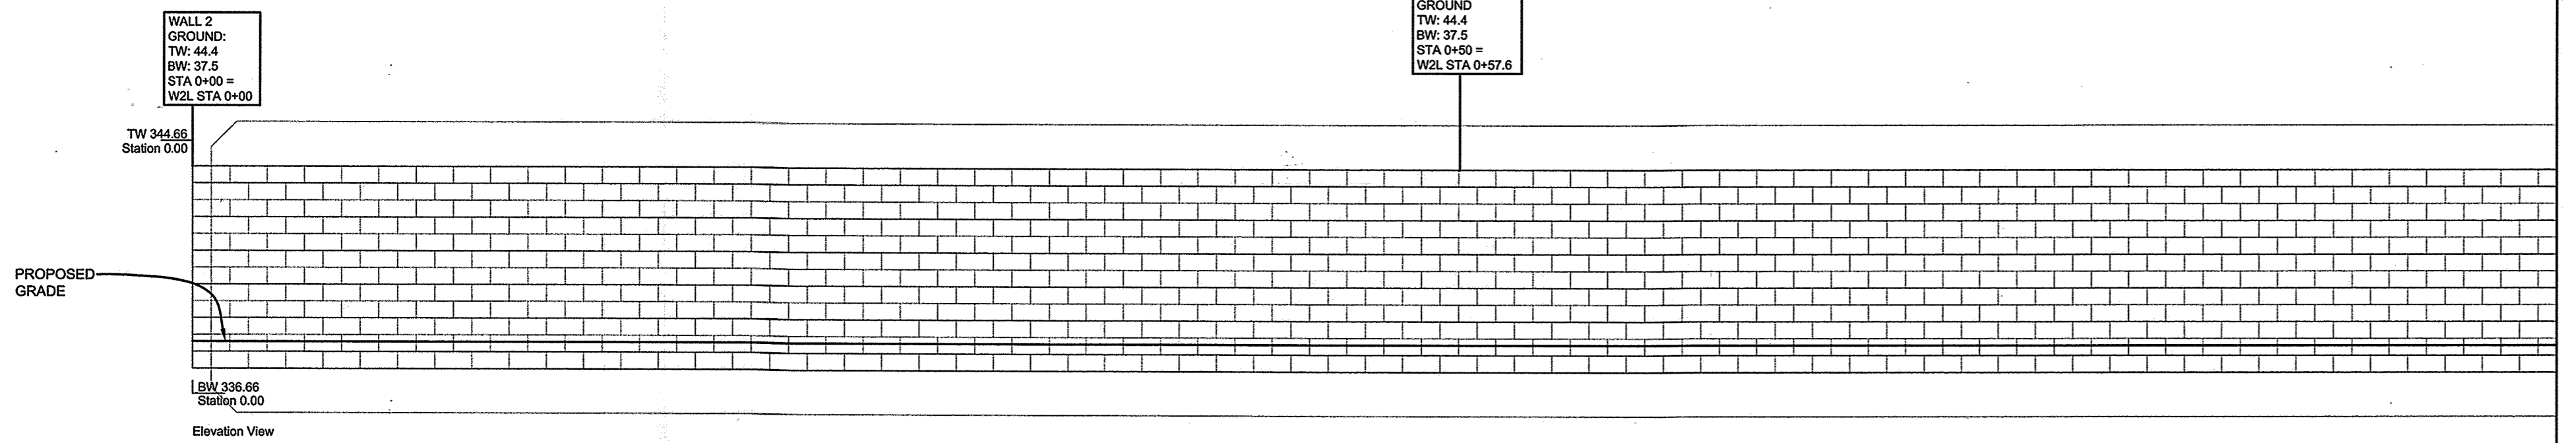 WALL 2
GROUND:
TW: 44.4
BW: 37.5
STA 0+00 =
W2L STA 0+00
GROUND
TW: 44.4
BW: 37.5
STA 0+50 =
W2L STA 0+57.6
TW 344.66
Station 0.00
PROPOSED
GRADE
BW 336.66
Station 0.00
Elevation View